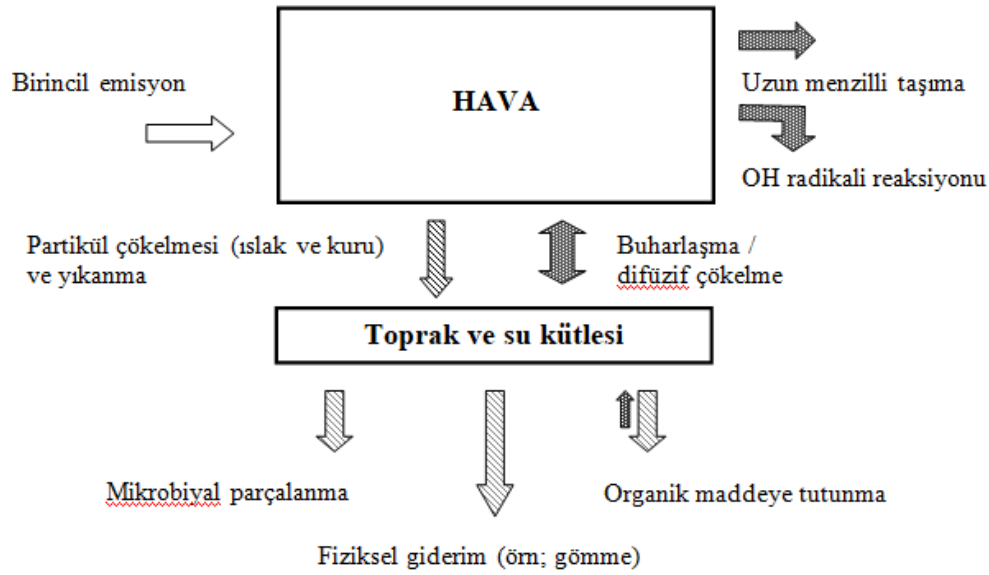 Birincil emisyon
HAVA
Uzun menzilli taşıma
OH radikali reaksiyonu
Partikül çökelmesi (ıslak ve kuru)
ve yıkanma
Buharlaşma /
difüzif çökelme
Toprak ve su kütlesi
Mikrobiyal parçalanma
Organik maddeye tutunma
Fiziksel giderim (örn; gömme)